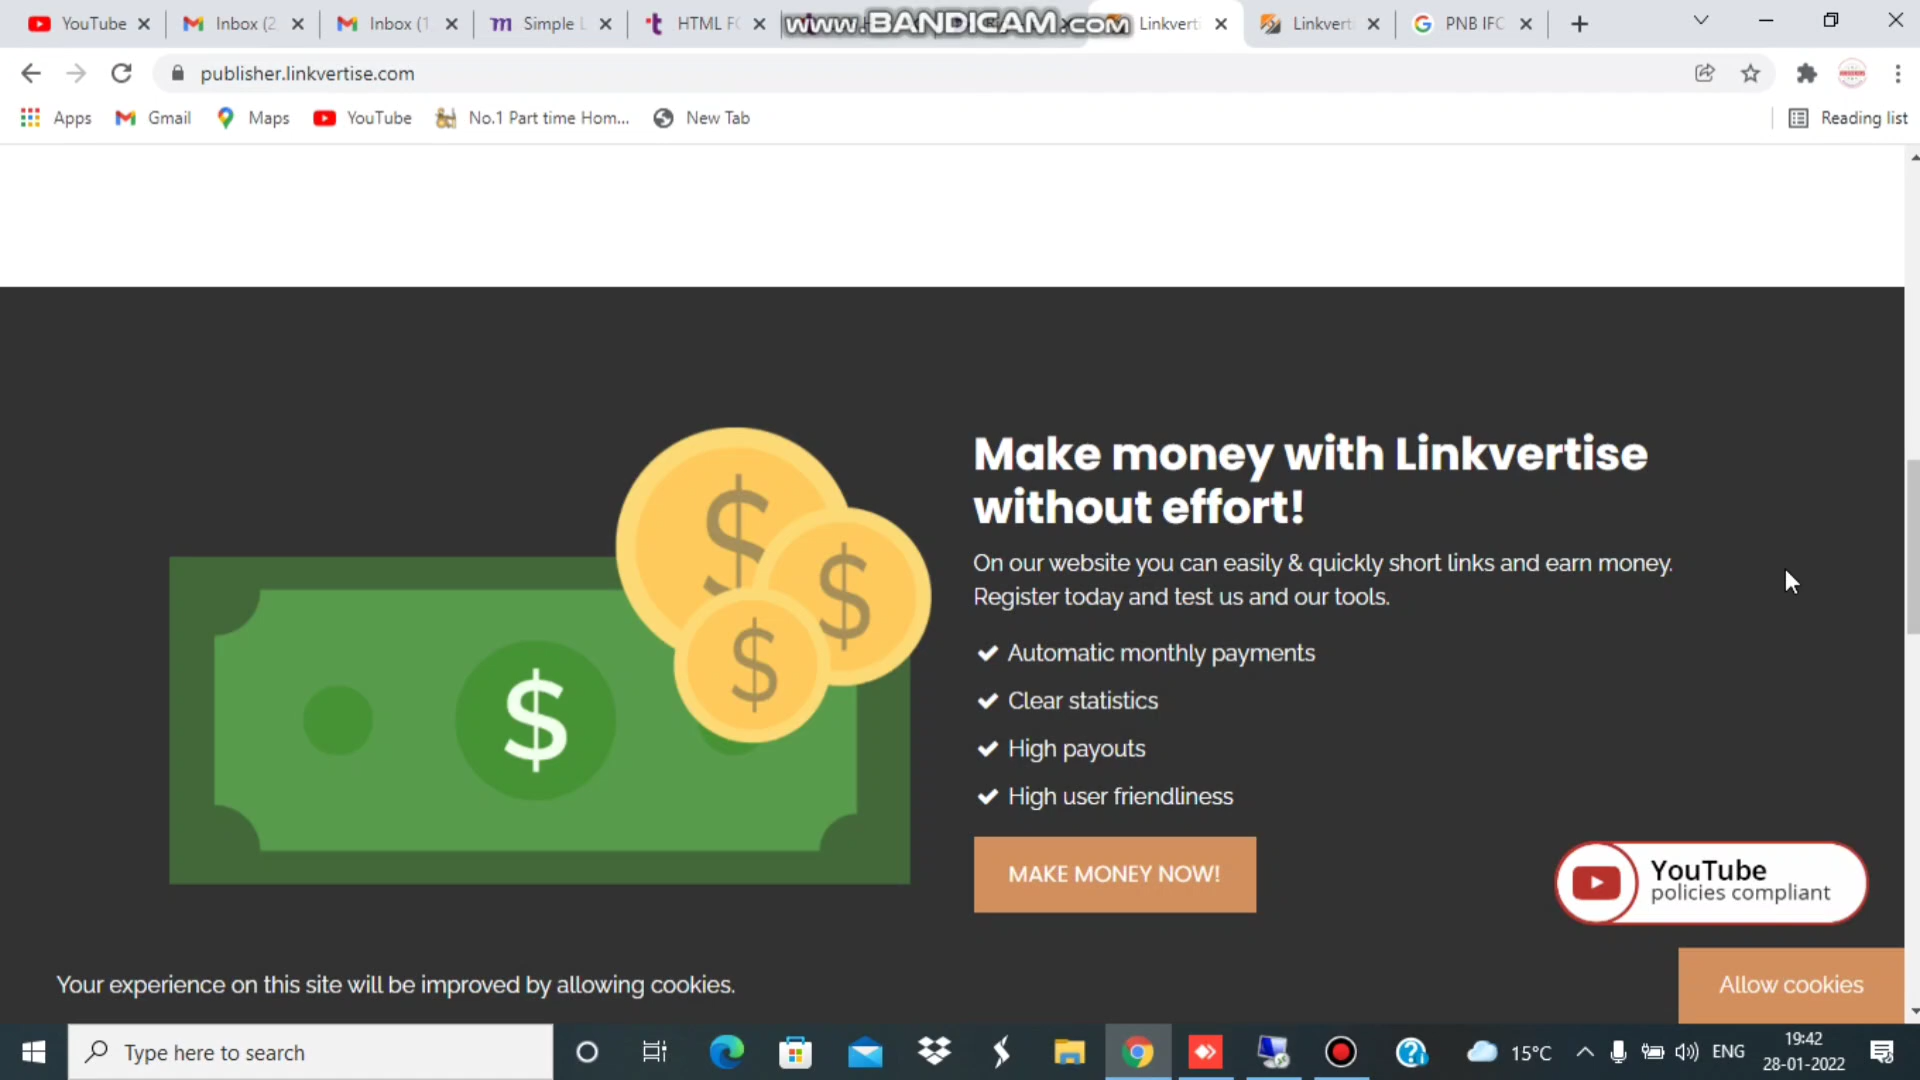 YouTube
Inbox (2
Inbox (1
Simple L
HTML FO
www.BANDICAM.com
Linkverti
Linkverti
PNB IFC
publisher.linkvertise.com
Apps
Gmail
Maps
YouTube
No.1 Part time Hom...
New Tab
Reading list
Make money with Linkvertise
without effort!
On our website you can easily & quickly short links and earn money.
Register today and test us and our tools.
Automatic monthly payments
Clear statistics
High payouts
High user friendliness
MAKE MONEY NOW!
YouTube
policies compliant
Your experience on this site will be improved by allowing cookies.
Allow cookies
Type here to search
15°C
ENG
19:42
28-01-2022